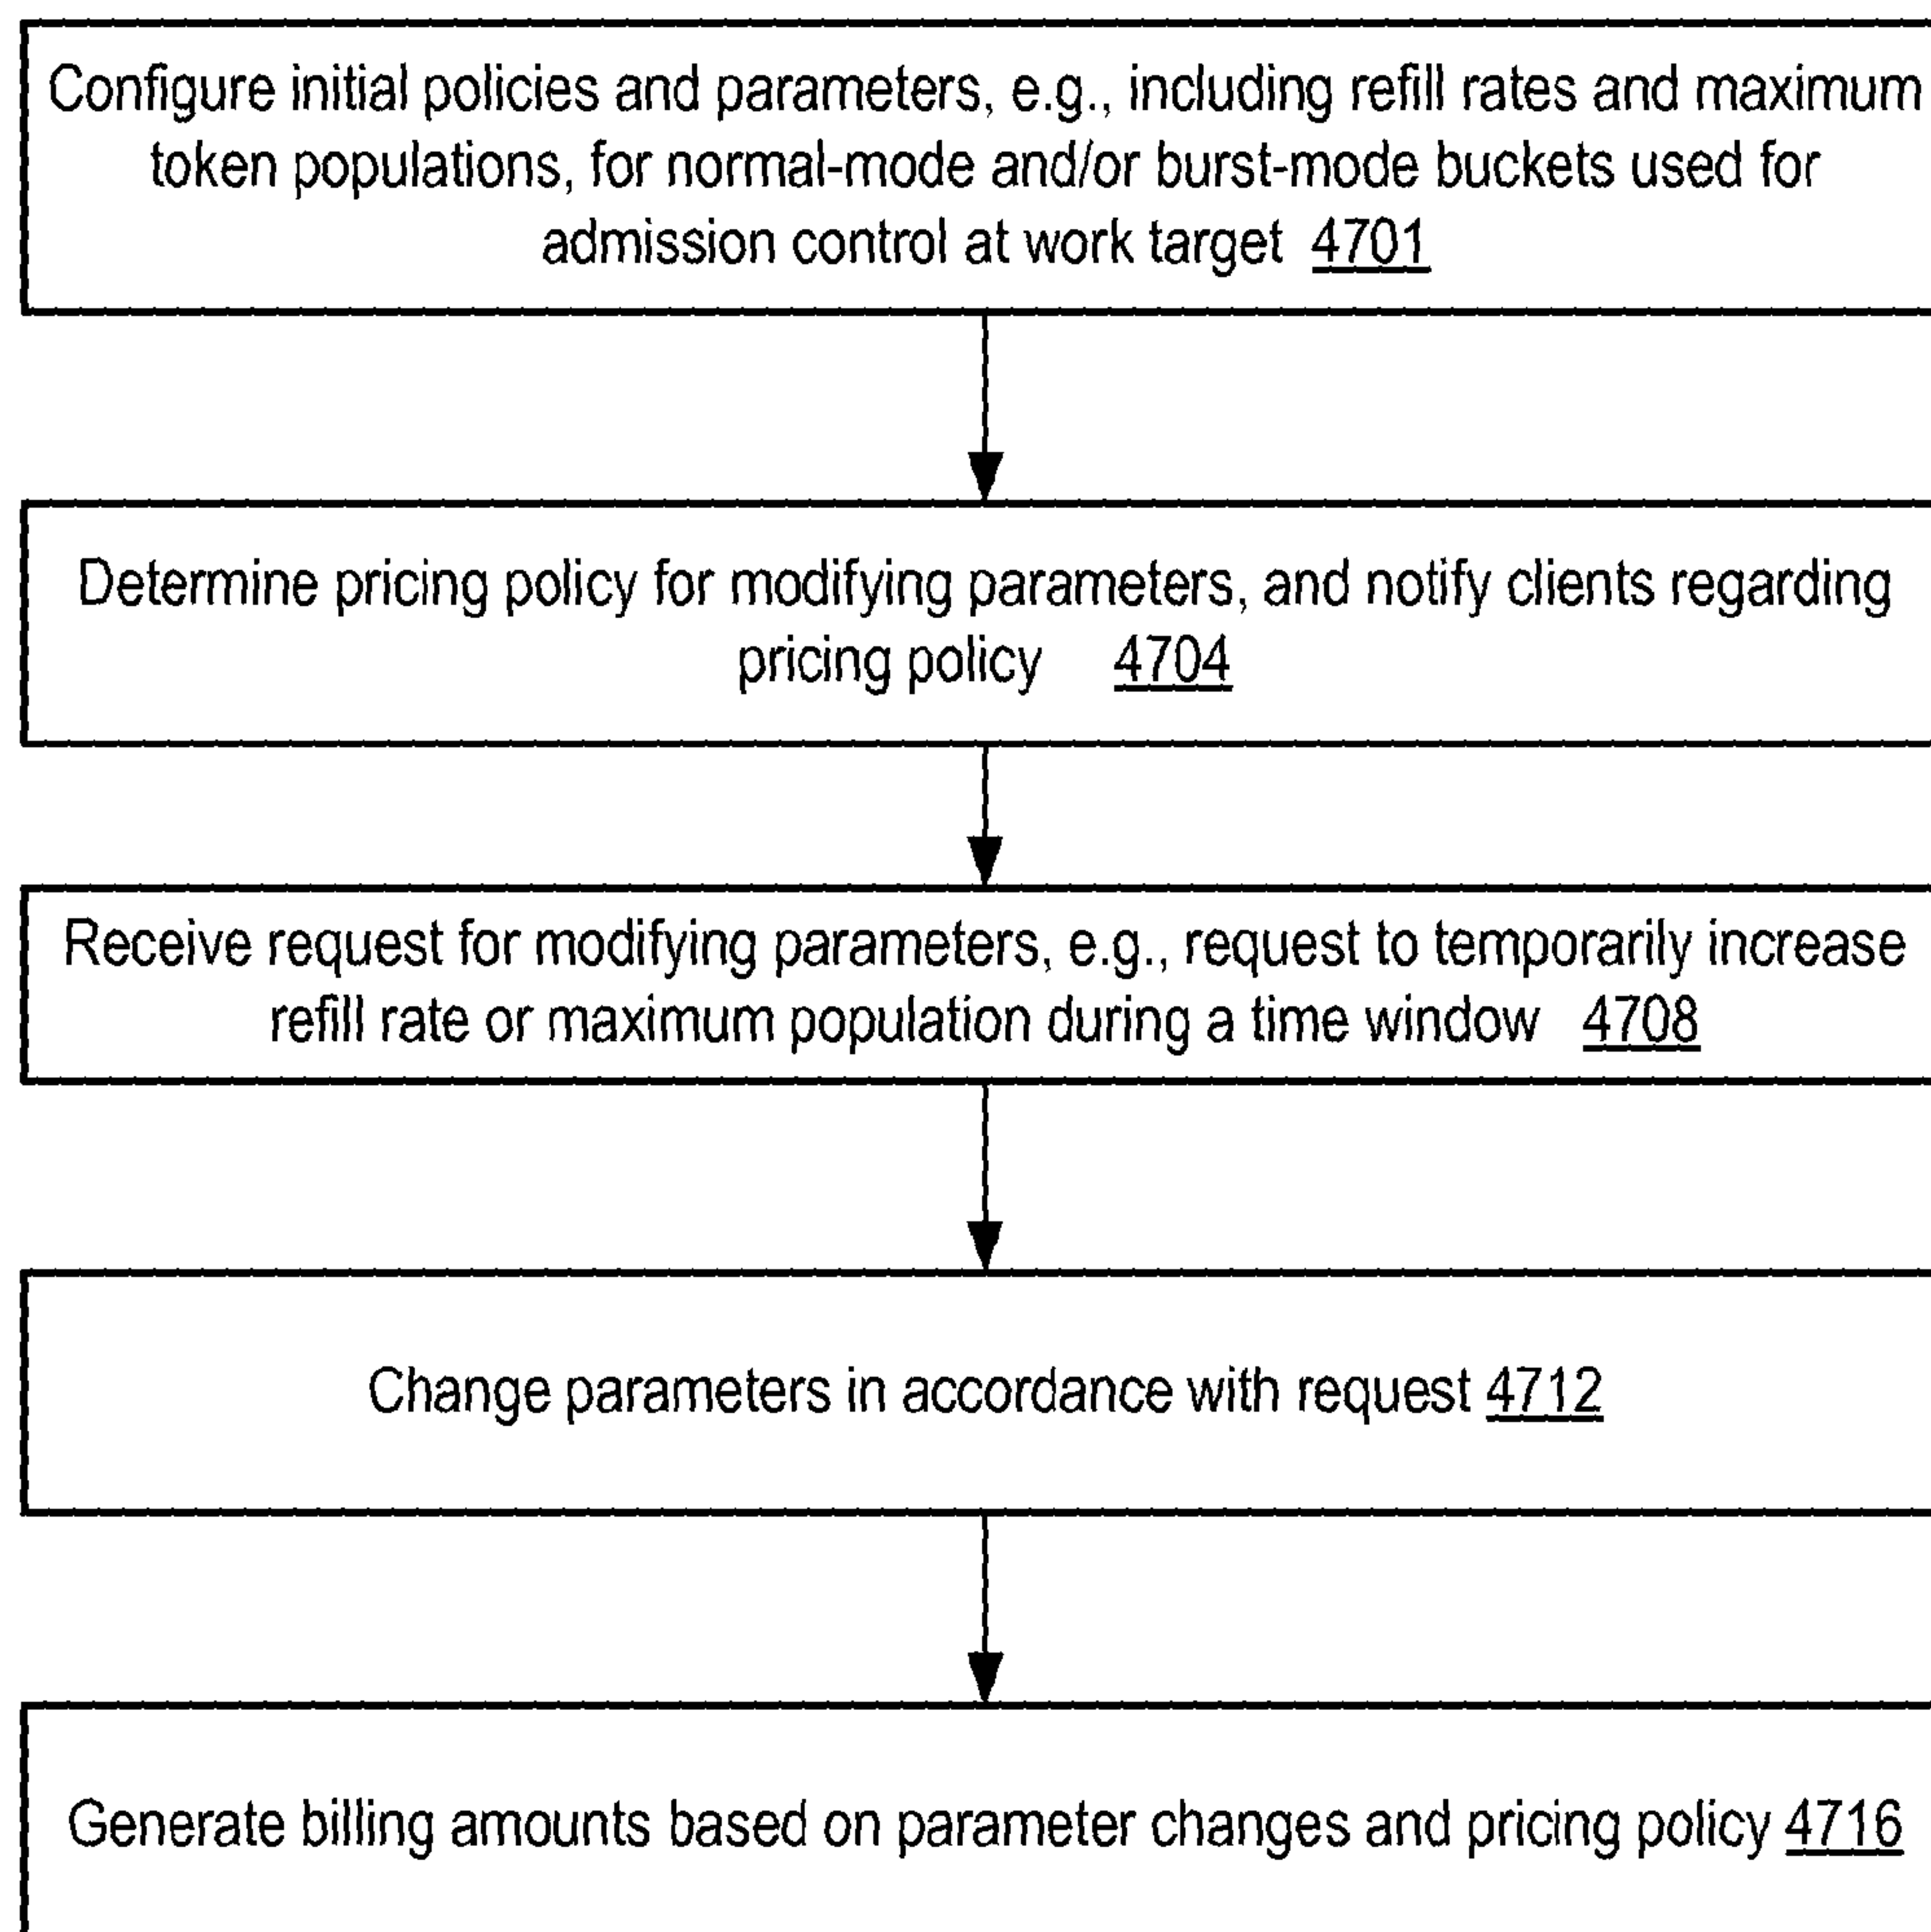 Configure initial policies and parameters, e.g., including refill rates and maximum
token populations, for normal-mode and/or burst-mode buckets used for
admission control at work target 4701
Determine pricing policy for modifying parameters, and notify clients regarding
pricing policy 4704
Receive request for modifying parameters, e.g., request to temporarily increase
refill rate or maximum population during a time window 4708
Change parameters in accordance with request 4712
Generate billing amounts based on parameter changes and pricing policy 4716